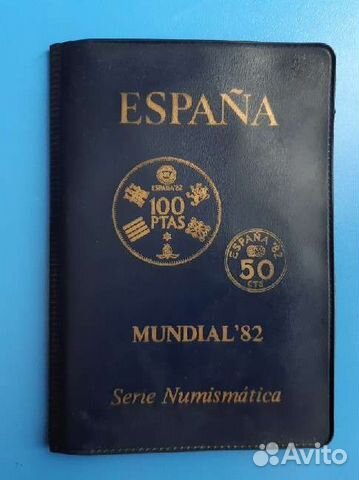 ESPAÑA
ESPAÑA'82
100
PTAS
ESPAÑA '82
50
CTS
MUNDIAL'82
Serie Numismática
Avito